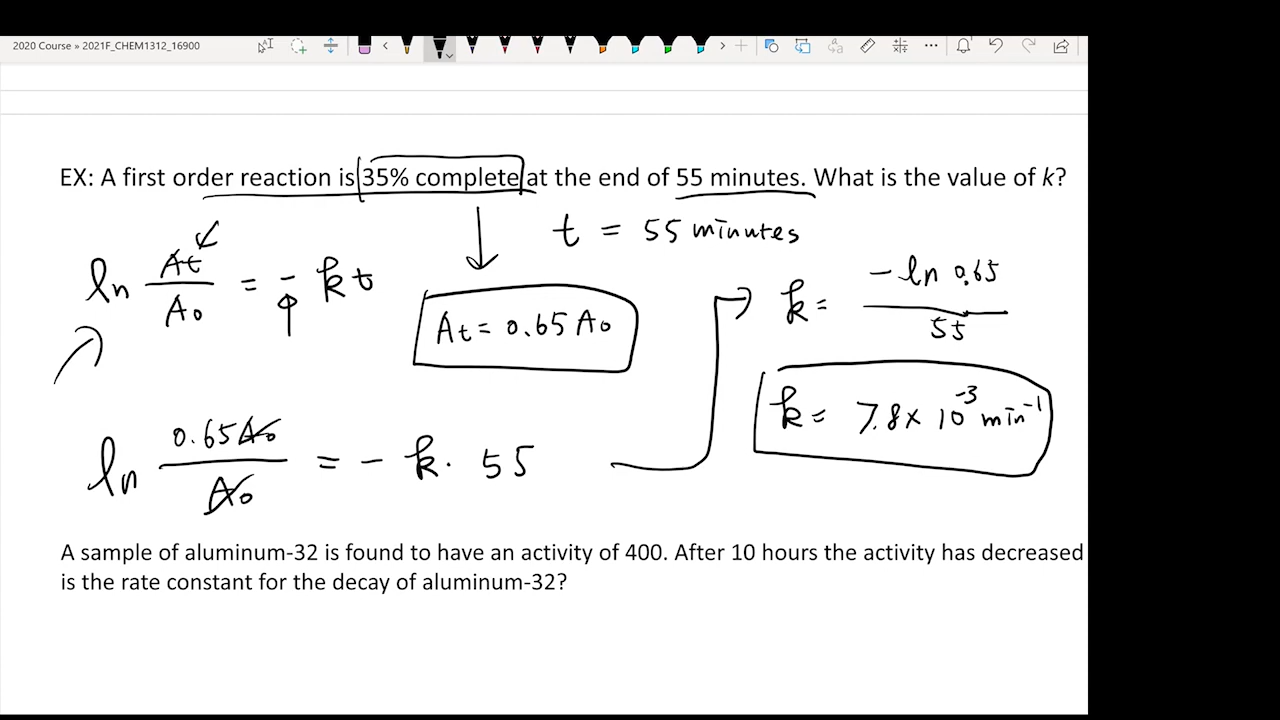 2020 Course » 2021F_CHEM1312_16900
EX: A first order reaction is 35% complete at the end of 55 minutes. What is the value of k?
t = 55 minutes
ln At/A₀ = - kt
At = 0.65 A₀
k = -ln 0.65/55
k = 7.8 × 10⁻³ min⁻¹
ln 0.65A₀/A₀ = - k · 55
A sample of aluminum-32 is found to have an activity of 400. After 10 hours the activity has decreased
is the rate constant for the decay of aluminum-32?